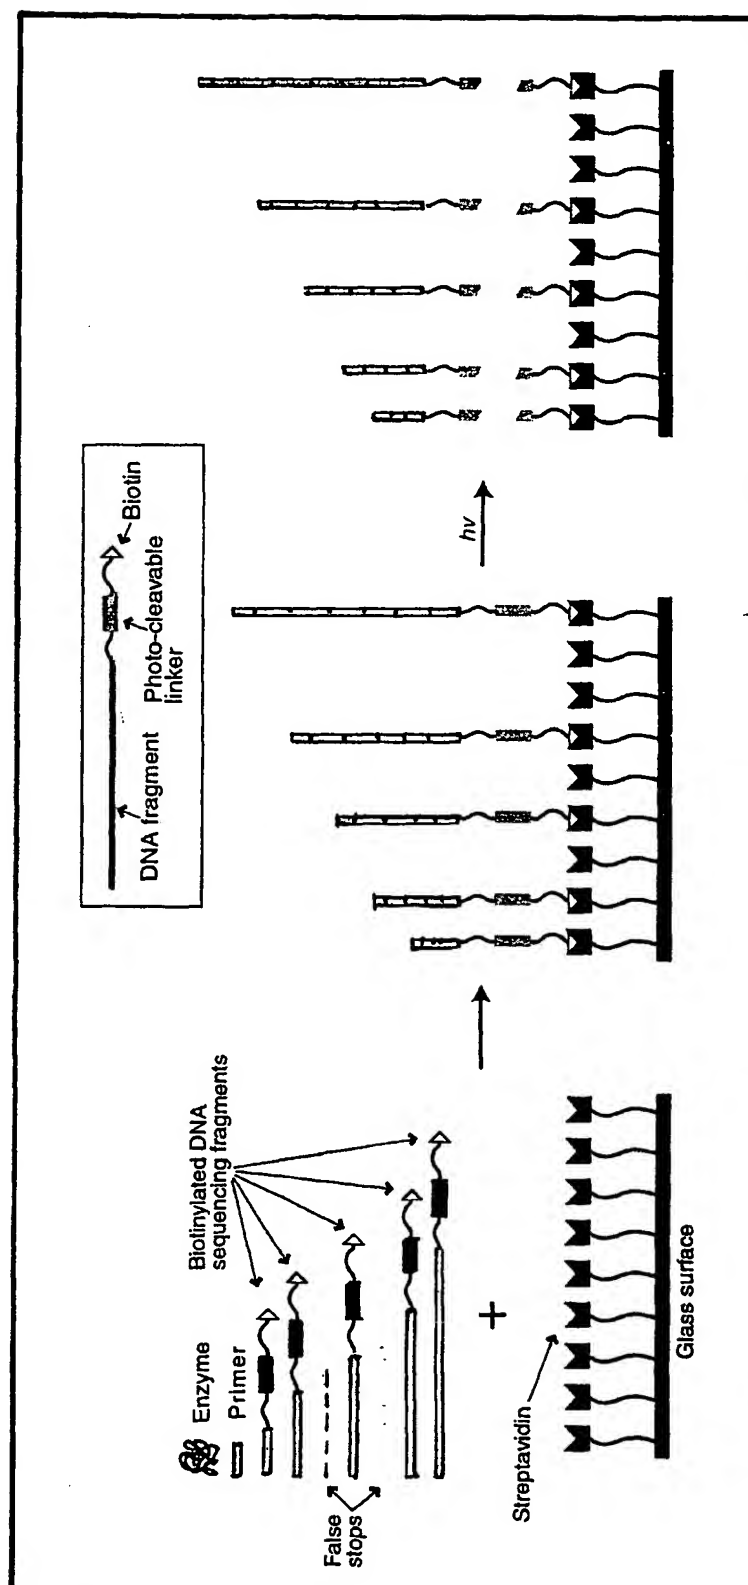 DNA fragment
Photo-cleavable
linker
Biotin
Enzyme
Primer
Biotinylated DNA
sequencing fragments
False
stops
+
Streptavidin
Glass surface
hν